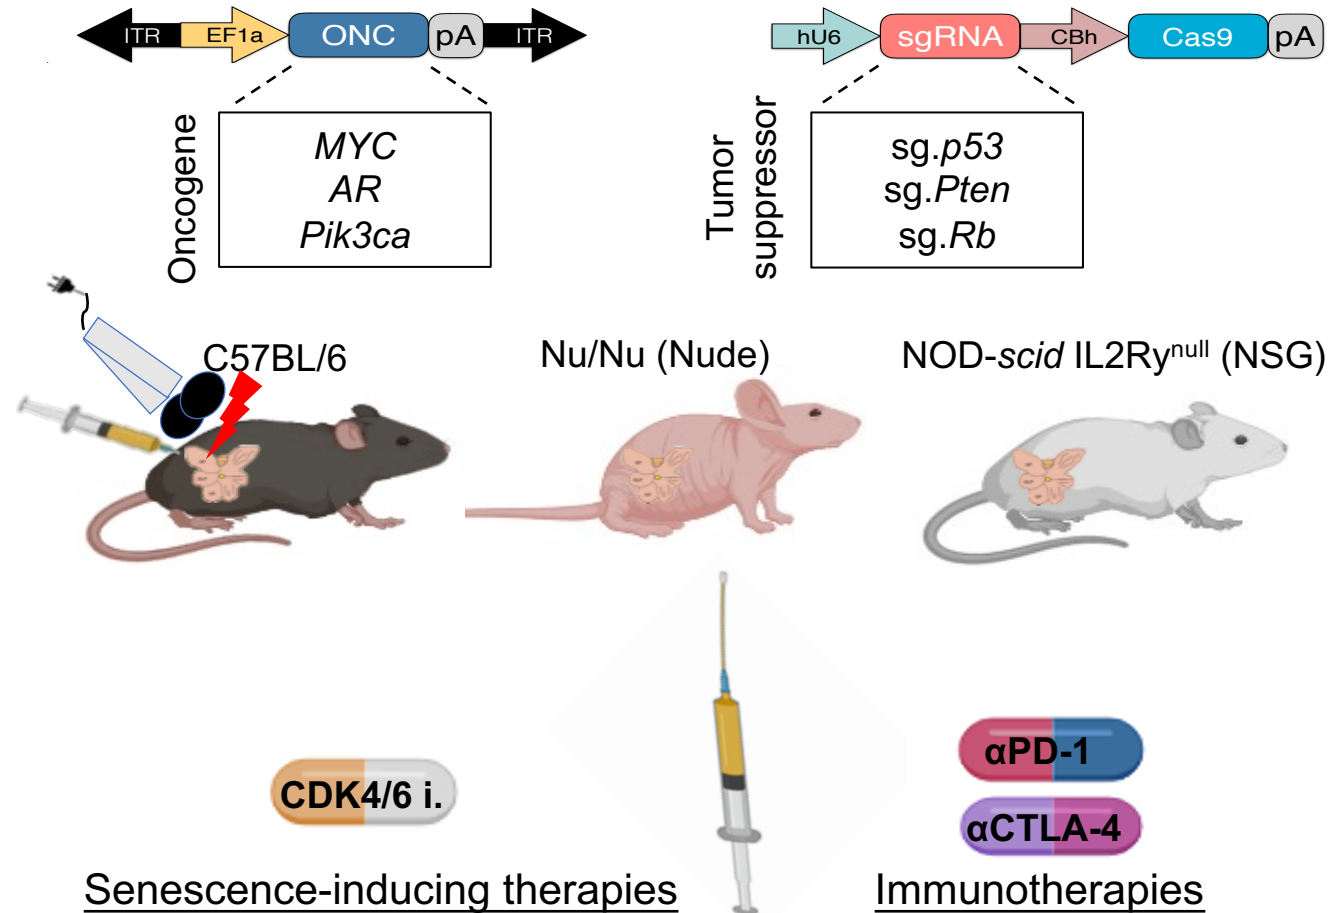 ITR EF1a ONC pA ITR
hU6 sgRNA CBh Cas9 pA
Oncogene
MYC
AR
Pik3ca
Tumor
suppressor
sg.p53
sg.Pten
sg.Rb
C57BL/6
Nu/Nu (Nude)
NOD-scid IL2Rγnull (NSG)
CDK4/6 i.
αPD-1
αCTLA-4
Senescence-inducing therapies
Immunotherapies